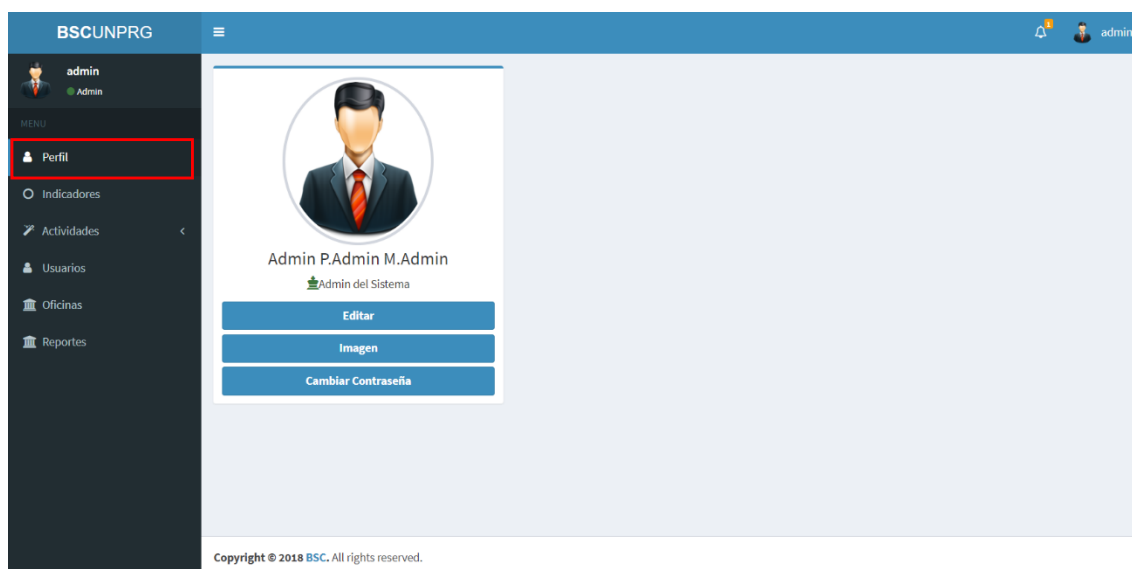 BSCUNPRG
1
admin
admin
Admin
MENU
Perfil
Indicadores
Actividades
Usuarios
Oficinas
Reportes
Admin P.Admin M.Admin
Admin del Sistema
Editar
Imagen
Cambiar Contraseña
Copyright © 2018 BSC. All rights reserved.